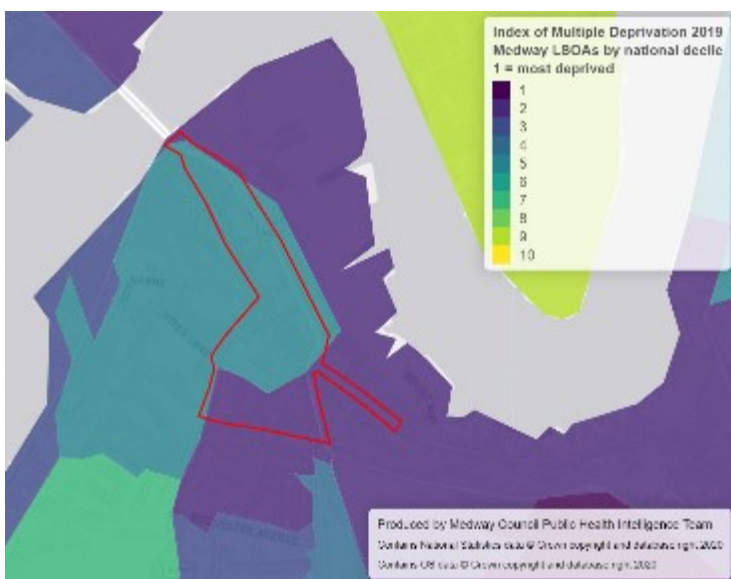 Index of Multiple Deprivation 2019
Medway LSOAs by national decile
1 = most deprived
1
2
3
4
5
6
7
8
9
10
Produced by Medway Council Public Health Intelligence Team
Contains National Statistics data © Crown copyright and database right 2020
Contains OS data © Crown copyright and database right 2020